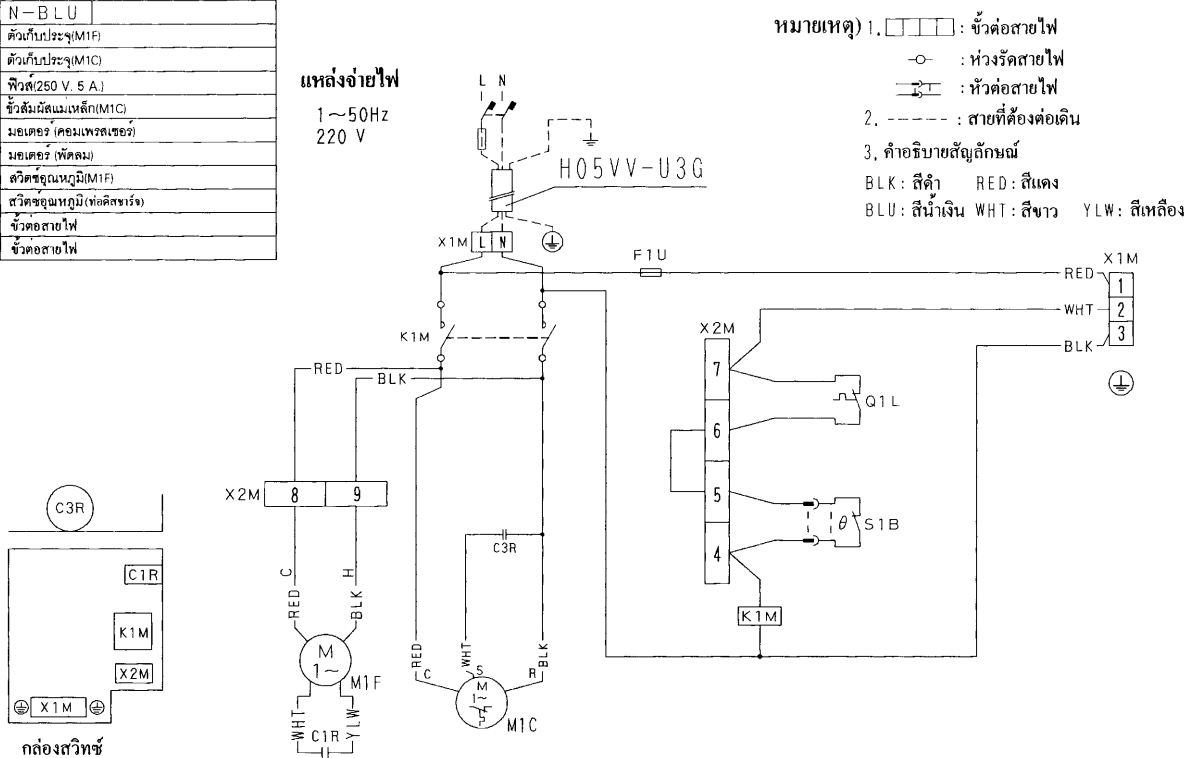 N-BLU
ตัวเก็บประจุ(M1F)
ตัวเก็บประจุ(M1C)
ฟิวส์(250 V. 5 A.)
ขั้วสัมผัสแม่เหล็ก(M1C)
มอเตอร์ (คอมเพรสเซอร์)
มอเตอร์ (พัดลม)
สวิตซ์อุณหภูมิ(M1F)
สวิตซ์อุณหภูมิ(ท่อดิสชาร์จ)
ขั้วต่อสายไฟ
ขั้วต่อสายไฟ
แหล่งจ่ายไฟ
1~50Hz
220 V
L N
H05VV-U3G
หมายเหตุ) 1. : ขั้วต่อสายไฟ
: ห่วงรัดสายไฟ
: หัวต่อสายไฟ
2. ------ : สายที่ต้องต่อเดิน
3. คำอธิบายสัญลักษณ์
BLK : สีดำ RED : สีแดง
BLU : สีน้ำเงิน WHT : สีขาว YLW : สีเหลือง
X1M L N
F1U
X1M
RED 1
WHT 2
BLK 3
K1M
X2M
7
6
5
4
Q1L
θ S1B
K1M
RED
BLK
X2M 8 9
C3R
C H
RED BLK
M
1~
M1F
WHT YLW
C1R
RED WHT BLK
C S R
M
1~
M1C
C3R
C1R
K1M
X2M
X1M
กล่องสวิทซ์